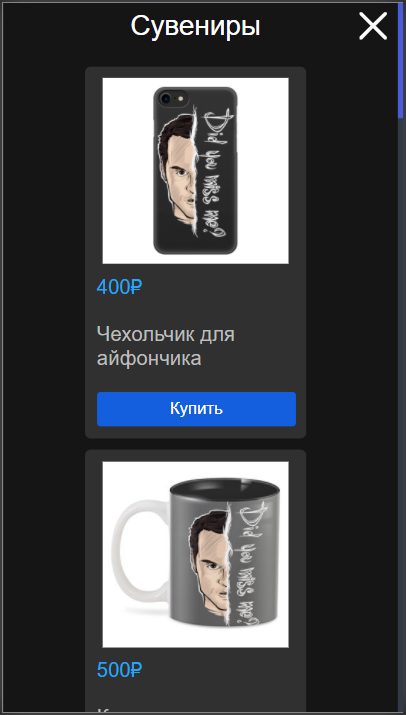 Сувениры
Did you miss me?
400₽
Чехольчик для
айфончика
Купить
Did you miss me?
500₽